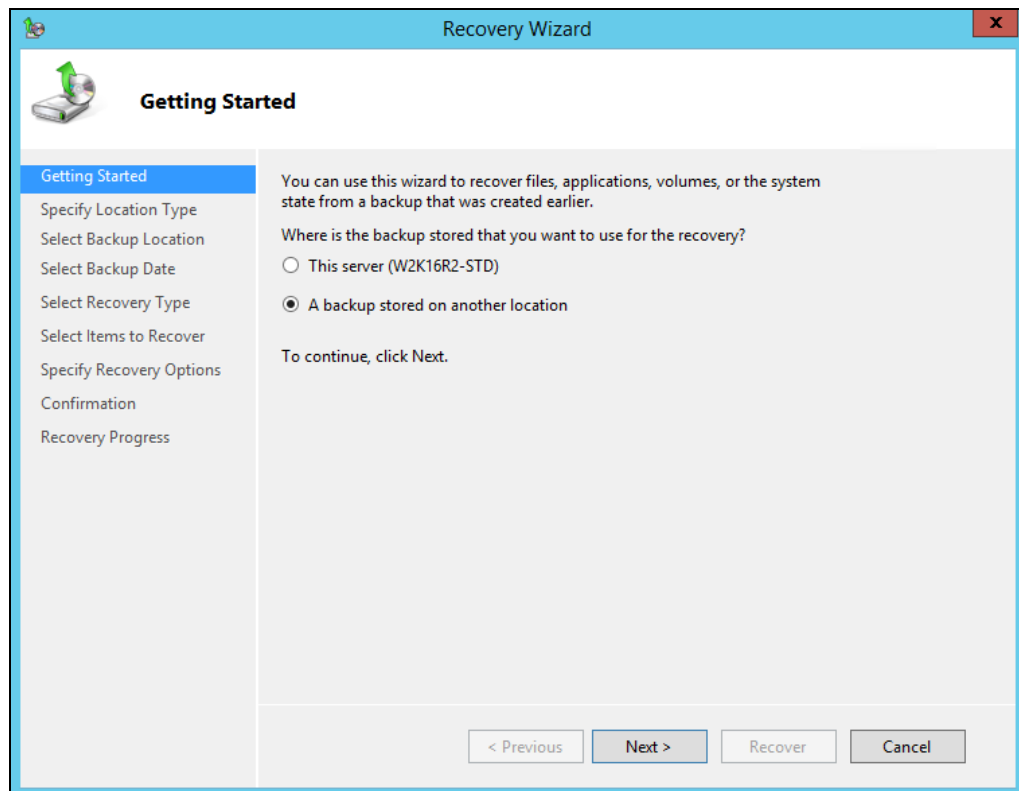 Recovery Wizard
x
Getting Started
Getting Started
Specify Location Type
Select Backup Location
Select Backup Date
Select Recovery Type
Select Items to Recover
Specify Recovery Options
Confirmation
Recovery Progress
You can use this wizard to recover files, applications, volumes, or the system
state from a backup that was created earlier.
Where is the backup stored that you want to use for the recovery?
This server (W2K16R2-STD)
A backup stored on another location
To continue, click Next.
< Previous
Next >
Recover
Cancel